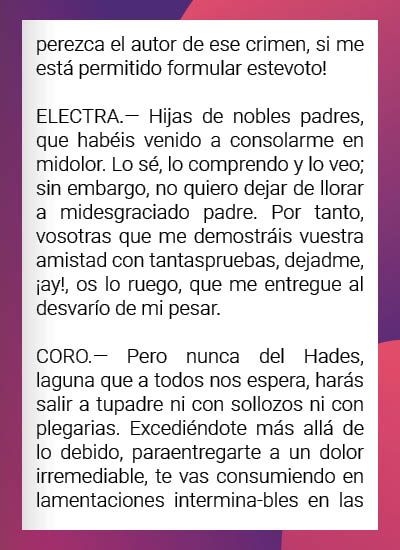 perezca el autor de ese crimen, si me
está permitido formular estevoto!
ELECTRA.— Hijas de nobles padres,
que habéis venido a consolarme en
midolor. Lo sé, lo comprendo y lo veo;
sin embargo, no quiero dejar de llorar
a midesgraciado padre. Por tanto,
vosotras que me demostráis vuestra
amistad con tantaspruebas, dejadme,
¡ay!, os lo ruego, que me entregue al
desvarío de mi pesar.
CORO.— Pero nunca del Hades,
laguna que a todos nos espera, harás
salir a tupadre ni con sollozos ni con
plegarias. Excediéndote más allá de
lo debido, paraentregarte a un dolor
irremediable, te vas consumiendo en
lamentaciones intermina-bles en las